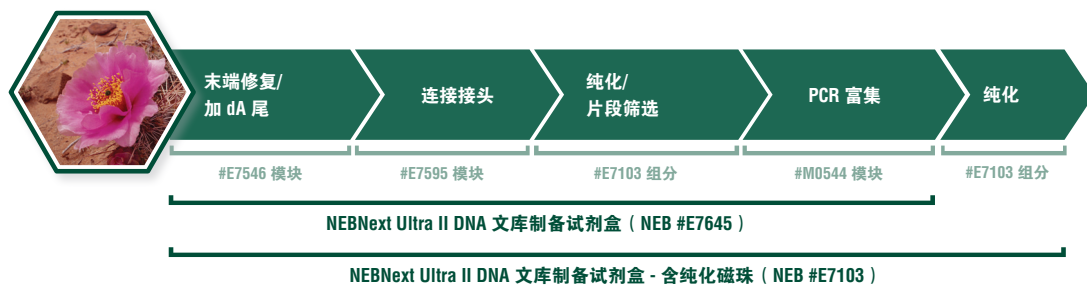 末端修复/
加 dA 尾
连接接头
纯化/
片段筛选
PCR 富集
纯化
#E7546 模块
#E7595 模块
#E7103 组分
#M0544 模块
#E7103 组分
NEBNext Ultra II DNA 文库制备试剂盒（NEB #E7645）
NEBNext Ultra II DNA 文库制备试剂盒 - 含纯化磁珠（NEB #E7103）